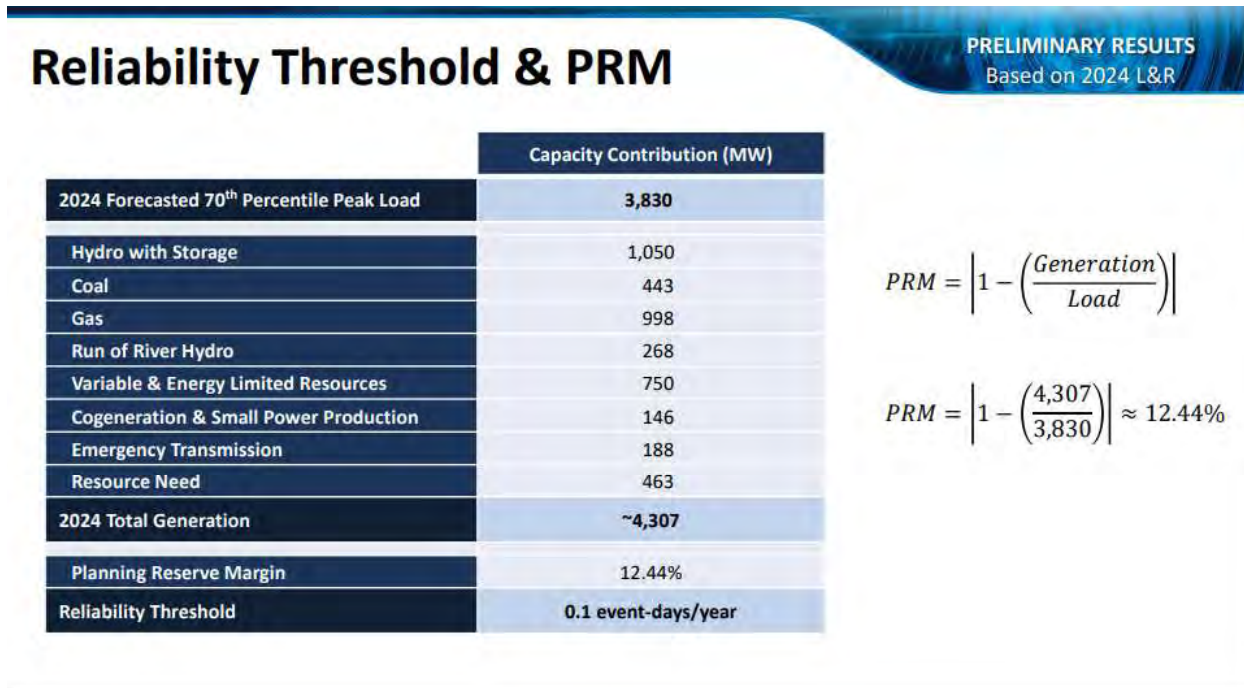 PRELIMINARY RESULTS
Based on 2024 L&R
Reliability Threshold & PRM
Capacity Contribution (MW)
2024 Forecasted 70th Percentile Peak Load 3,830
Hydro with Storage 1,050
Coal 443
Gas 998
Run of River Hydro 268
Variable & Energy Limited Resources 750
Cogeneration & Small Power Production 146
Emergency Transmission 188
Resource Need 463
2024 Total Generation ~4,307
Planning Reserve Margin 12.44%
Reliability Threshold 0.1 event-days/year
PRM = |1 − (Generation/Load)|
PRM = |1 − (4,307/3,830)| ≈ 12.44%